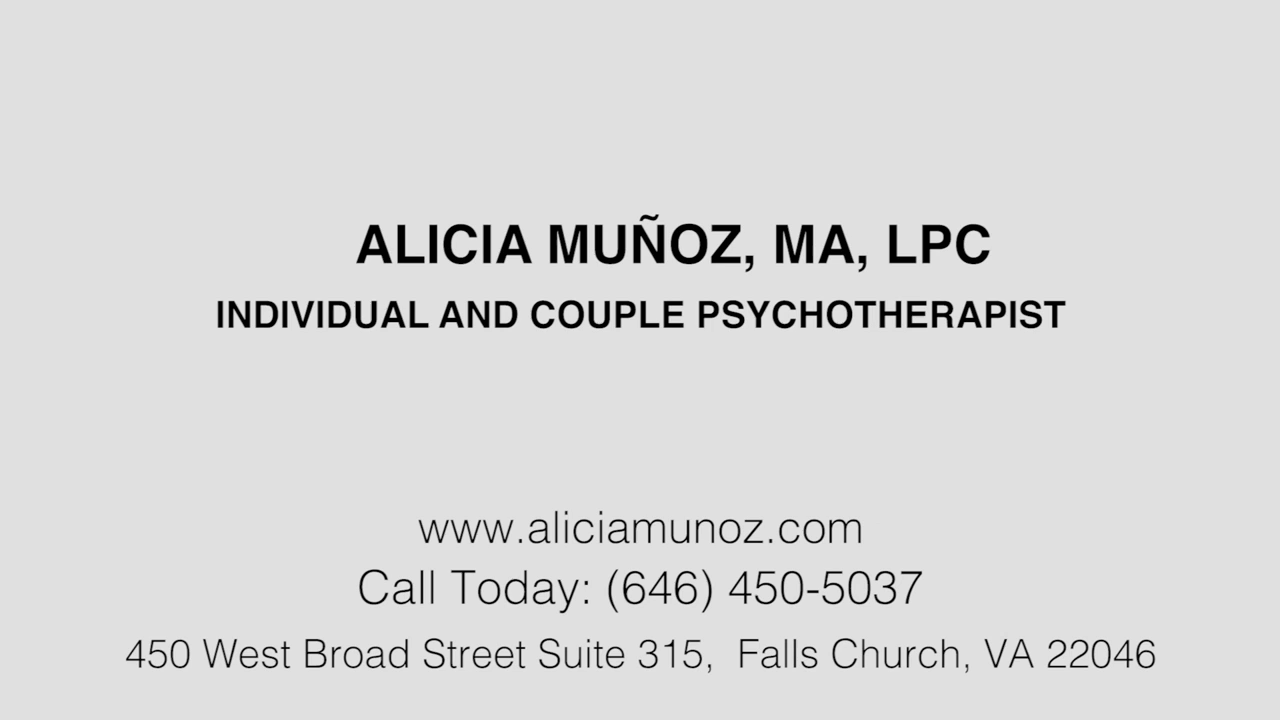 ALICIA MUÑOZ, MA, LPC
INDIVIDUAL AND COUPLE PSYCHOTHERAPIST
www.aliciamunoz.com
Call Today: (646) 450-5037
450 West Broad Street Suite 315,  Falls Church, VA 22046